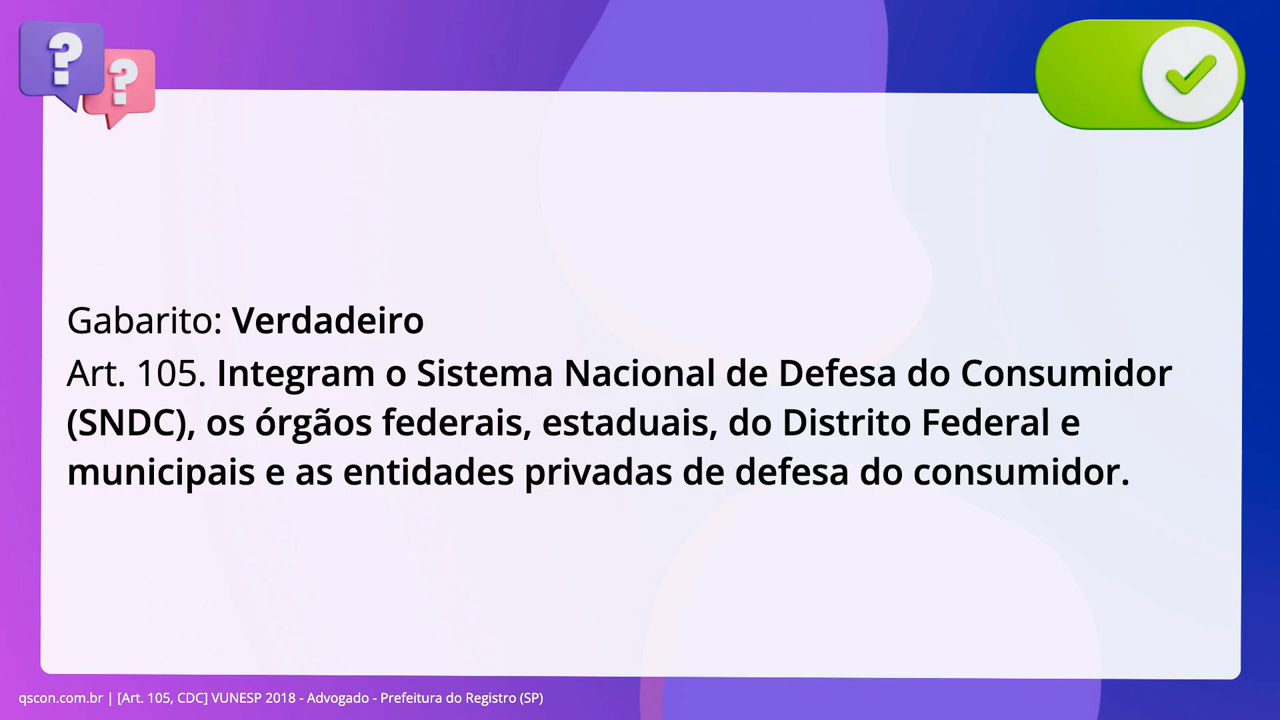 ? ?
Gabarito: Verdadeiro
Art. 105. Integram o Sistema Nacional de Defesa do Consumidor
(SNDC), os órgãos federais, estaduais, do Distrito Federal e
municipais e as entidades privadas de defesa do consumidor.
qscon.com.br | [Art. 105, CDC] VUNESP 2018 - Advogado - Prefeitura do Registro (SP)